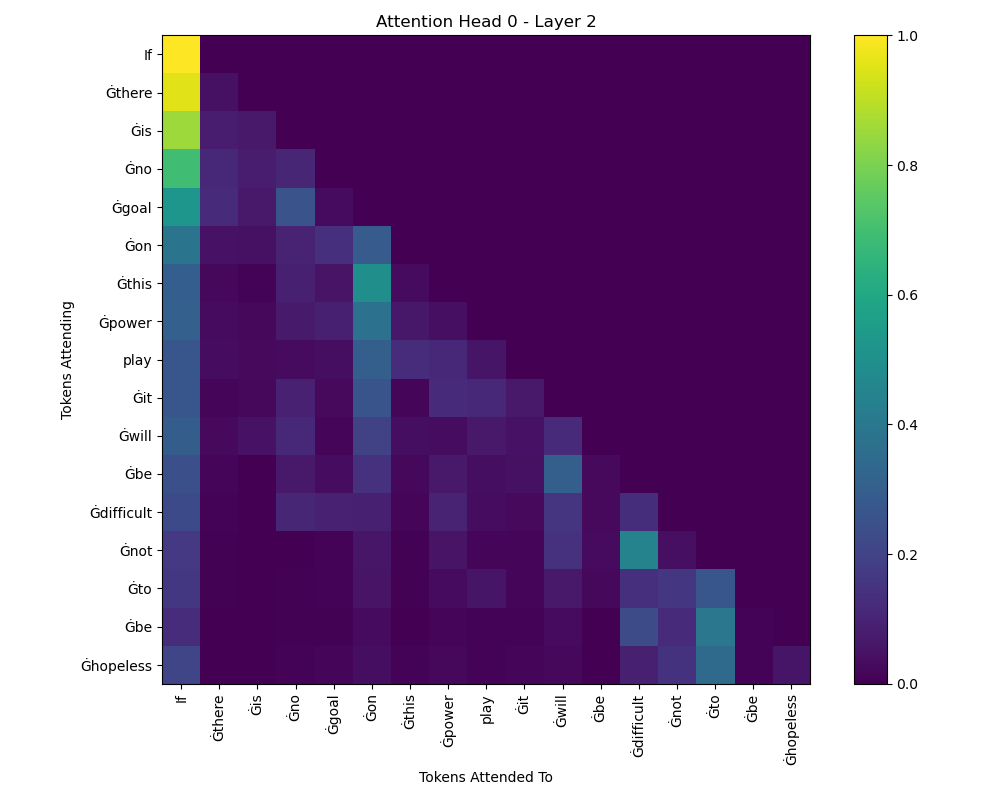 Attention Head 0 - Layer 2
Tokens Attending
If
Ġthere
Ġis
Ġno
Ġgoal
Ġon
Ġthis
Ġpower
play
Ġit
Ġwill
Ġbe
Ġdifficult
Ġnot
Ġto
Ġbe
Ġhopeless
If
Ġthere
Ġis
Ġno
Ġgoal
Ġon
Ġthis
Ġpower
play
Ġit
Ġwill
Ġbe
Ġdifficult
Ġnot
Ġto
Ġbe
Ġhopeless
Tokens Attended To
1.0
0.8
0.6
0.4
0.2
0.0